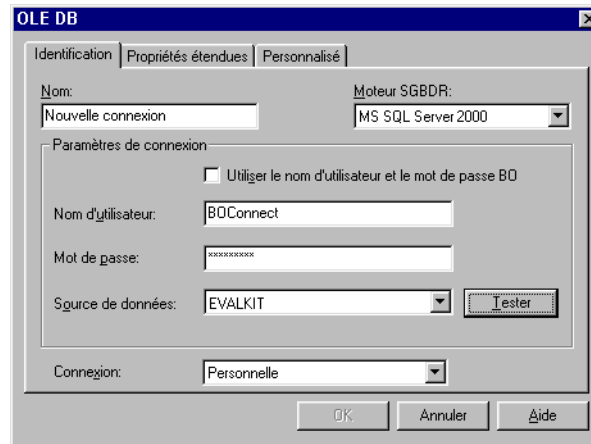 OLE DB
Identification Propriétés étendues Personnalisé
Nom: Moteur SGBDR:
Nouvelle connexion MS SQL Server 2000
Paramètres de connexion
Utiliser le nom d'utilisateur et le mot de passe BO
Nom d'utilisateur: BOConnect
Mot de passe: *********
Source de données: EVALKIT Tester
Connexion: Personnelle
OK Annuler Aide